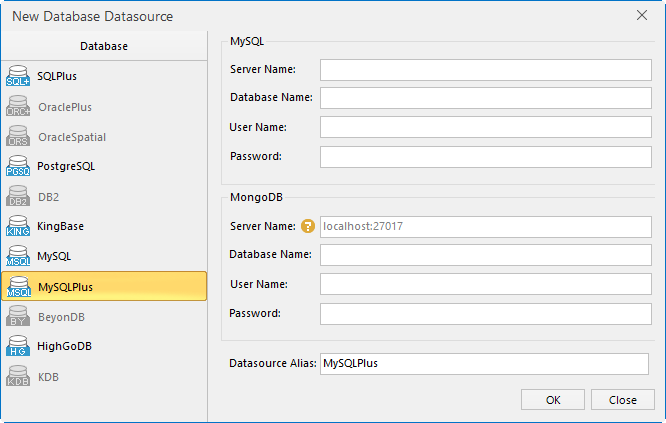 New Database Datasource
Database
SQL+ SQLPlus
ORC+ OraclePlus
ORS OracleSpatial
PGSQ PostgreSQL
DB2 DB2
KING KingBase
MSQL MySQL
MSQL MySQLPlus
BY BeyonDB
HG HighGoDB
KDB KDB
MySQL
Server Name:
Database Name:
User Name:
Password:
MongoDB
Server Name: ? localhost:27017
Database Name:
User Name:
Password:
Datasource Alias: MySQLPlus
OK Close